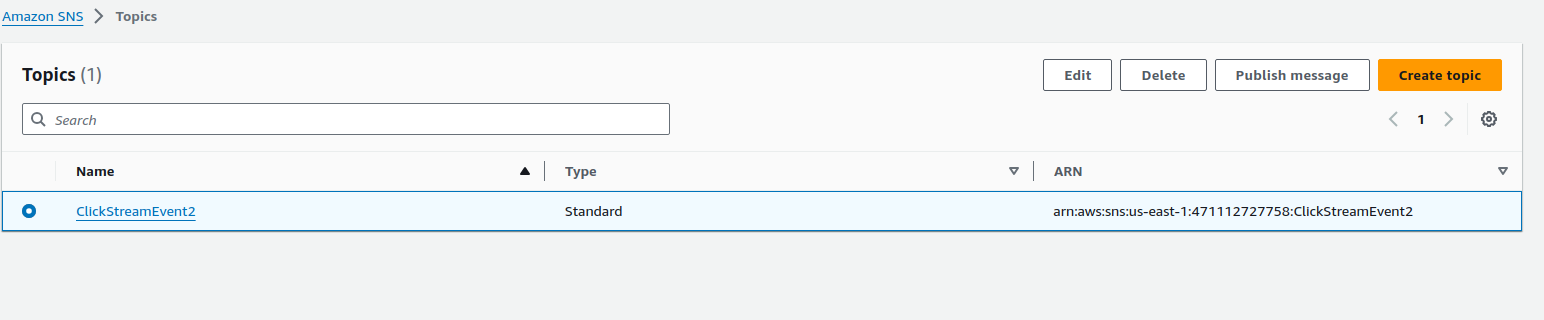 Amazon SNS > Topics
Topics (1)
Edit Delete Publish message Create topic
Search 1
Name Type ARN
ClickStreamEvent2 Standard arn:aws:sns:us-east-1:471112727758:ClickStreamEvent2